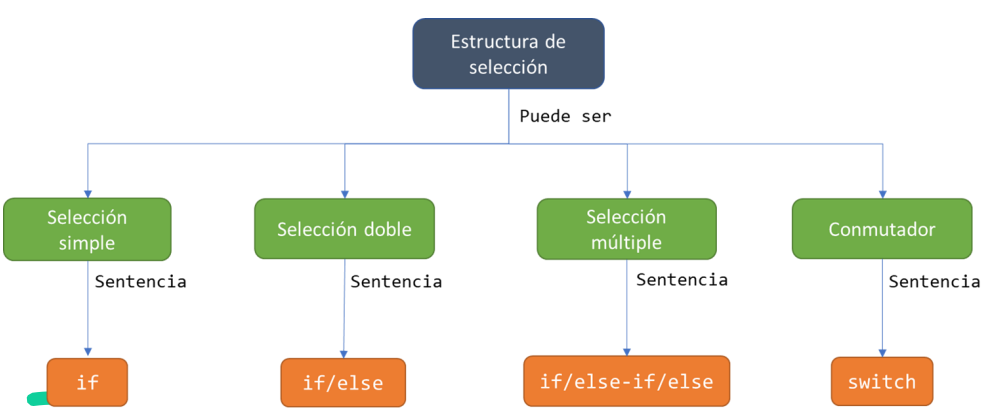 Estructura de
selección
Puede ser
Selección
simple
Selección doble
Selección
múltiple
Conmutador
Sentencia
Sentencia
Sentencia
Sentencia
if
if/else
if/else-if/else
switch